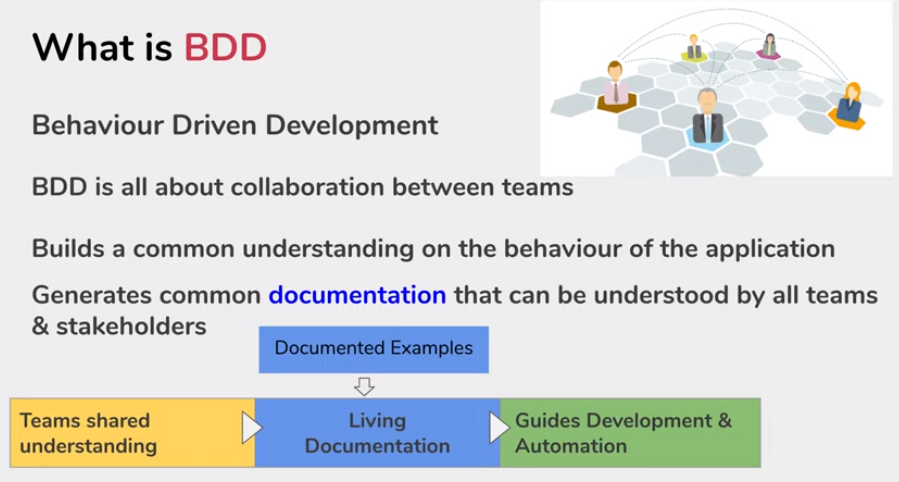 What is BDD
Behaviour Driven Development
BDD is all about collaboration between teams
Builds a common understanding on the behaviour of the application
Generates common documentation that can be understood by all teams
& stakeholders
Documented Examples
Teams shared
understanding
Living
Documentation
Guides Development &
Automation